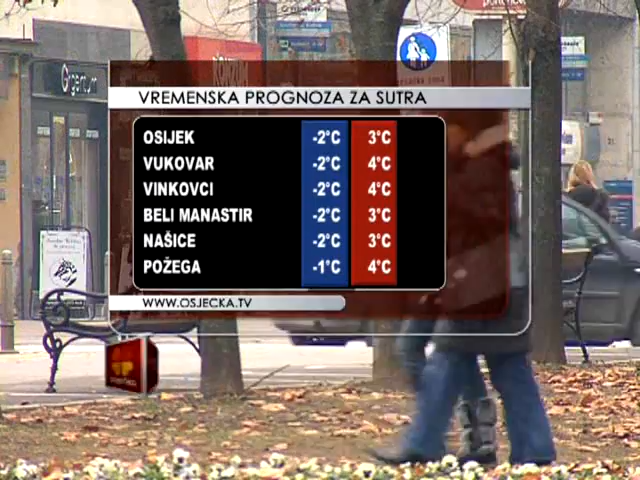 Argentum
VREMENSKA PROGNOZA ZA SUTRA
OSIJEK -2°C 3°C
VUKOVAR -2°C 4°C
VINKOVCI -2°C 4°C
BELI MANASTIR -2°C 3°C
NAŠICE -2°C 3°C
POŽEGA -1°C 4°C
WWW.OSJECKA.TV